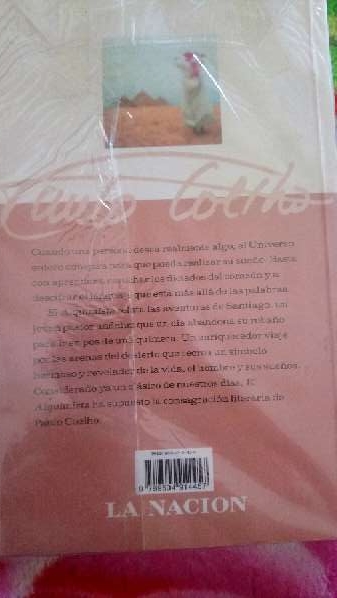 Paulo Coelho
Cuando una persona desea realmente algo, el Universo
entero conspira para que pueda realizar su sueño. Basta
con aprender a escuchar los dictados del corazón y a
descifrar el lenguaje que está más allá de las palabras.
El Alquimista relata las aventuras de Santiago, un
joven pastor andaluz que un día abandona su rebaño
para ir en pos de una quimera. Un enriquecedor viaje
por las arenas del desierto que recrea un símbolo
hermoso y revelador de la vida, el hombre y sus sueños.
Considerado ya un clásico de nuestros días, El
Alquimista ha supuesto la consagración literaria de
Paulo Coelho.
LA NACION